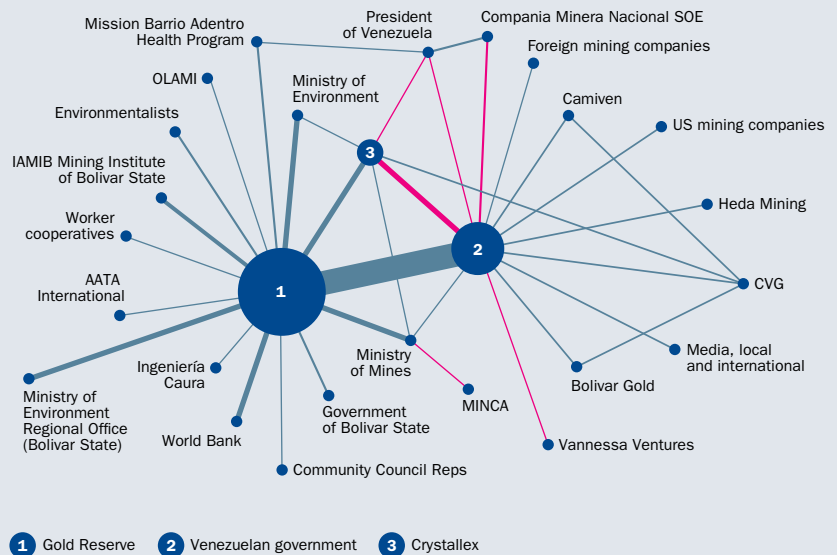 Mission Barrio Adentro
Health Program
President
of Venezuela
Compania Minera Nacional SOE
Foreign mining companies
OLAMI
Ministry of
Environment
Camiven
Environmentalists
US mining companies
IAMIB Mining Institute
of Bolivar State
3
Heda Mining
Worker
cooperatives
2
1
AATA
International
CVG
Ministry
of Mines
Media, local
and international
Ingeniería
Caura
Bolivar Gold
Ministry of
Environment
Regional Office
(Bolivar State)
MINCA
Government
of Bolivar State
World Bank
Vannessa Ventures
Community Council Reps
1 Gold Reserve
2 Venezuelan government
3 Crystallex